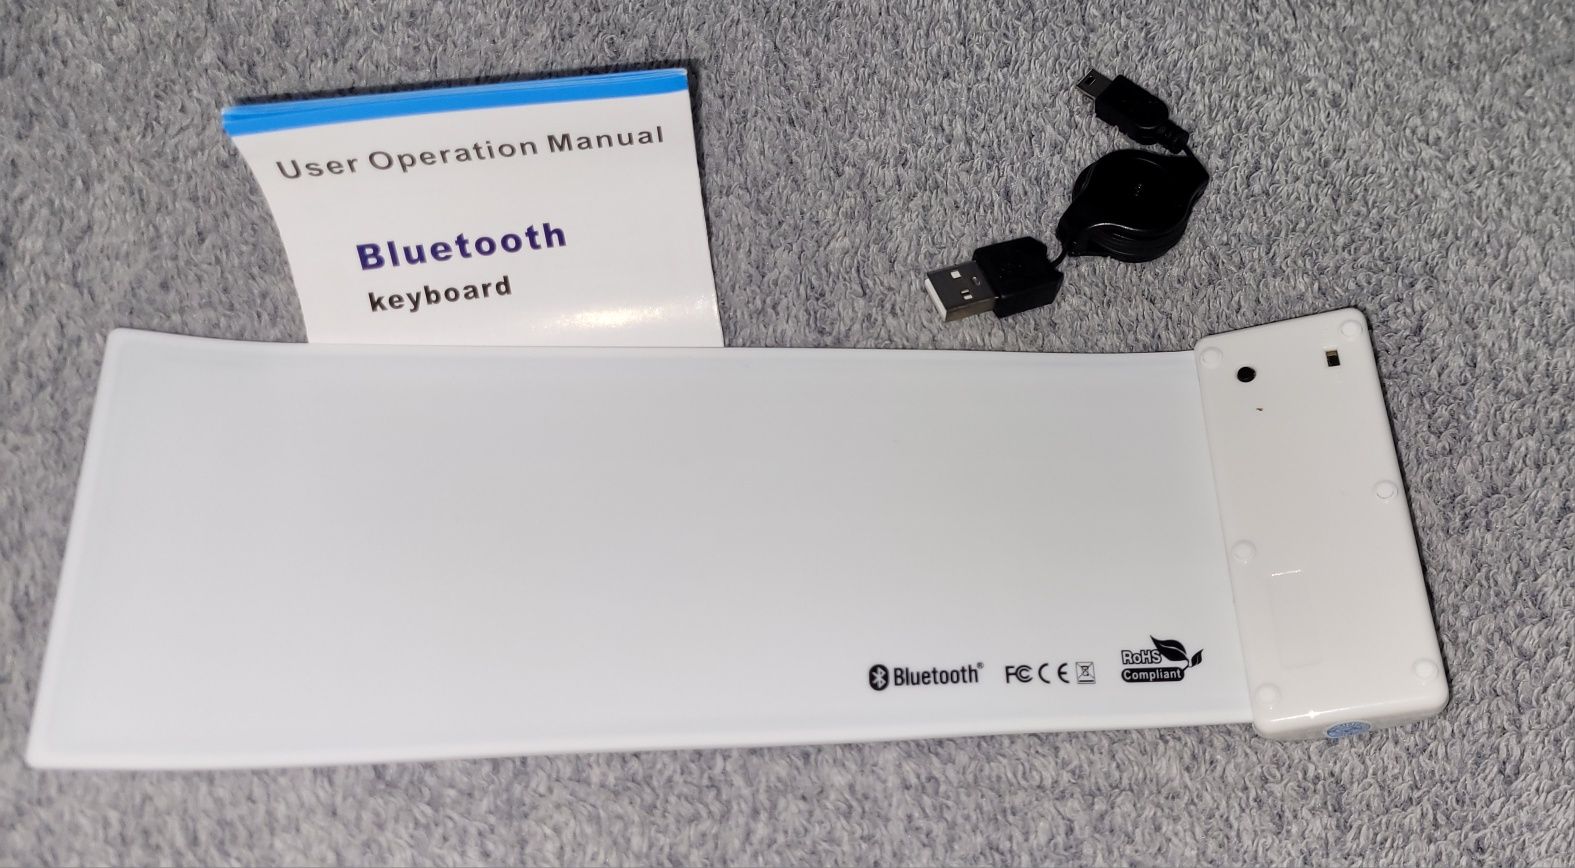 User Operation Manual
Bluetooth
keyboard
Bluetooth®
FC CE
RoHS
Compliant